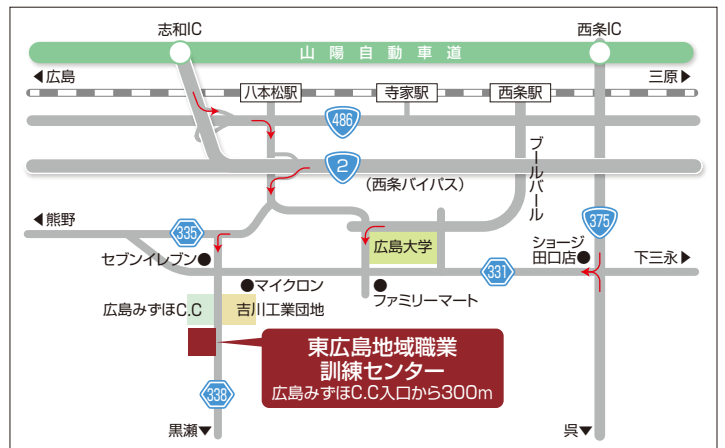 志和IC
西条IC
山陽自動車道
◀広島
三原▶
八本松駅
寺家駅
西条駅
486
2
(西条バイパス)
ブールバール
◀熊野
335
375
広島大学
ショージ
田口店
セブンイレブン
331
下三永▶
マイクロン
ファミリーマート
広島みずほC.C
吉川工業団地
東広島地域職業
訓練センター
広島みずほC.C入口から300m
338
黒瀬▼
呉▼